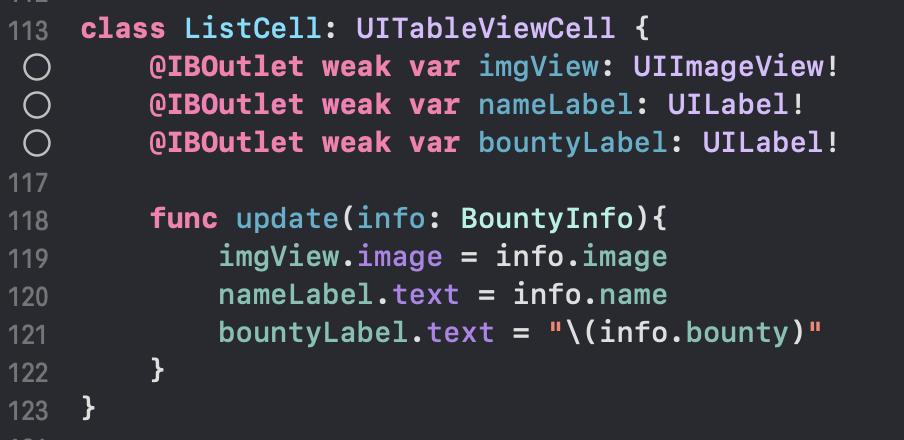 113 class ListCell: UITableViewCell {
@IBOutlet weak var imgView: UIImageView!
@IBOutlet weak var nameLabel: UILabel!
@IBOutlet weak var bountyLabel: UILabel!
117
118 func update(info: BountyInfo){
119 imgView.image = info.image
120 nameLabel.text = info.name
121 bountyLabel.text = "\(info.bounty)"
122 }
123 }